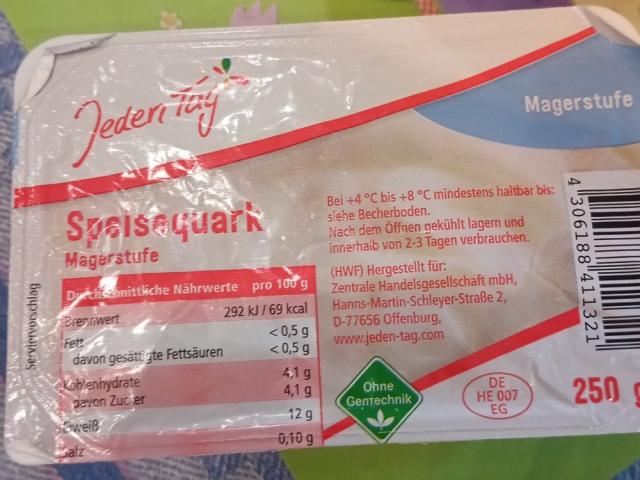 Jeden Tag
Magerstufe
Speisequark
Magerstufe
Durchschnittliche Nährwerte pro 100 g
Brennwert 292 kJ / 69 kcal
Fett < 0,5 g
davon gesättigte Fettsäuren < 0,5 g
Kohlenhydrate 4,1 g
davon Zucker 4,1 g
Eiweiß 12 g
Salz 0,10 g
Serviervorschlag
Bei +4 °C bis +8 °C mindestens haltbar bis:
siehe Becherboden.
Nach dem Öffnen gekühlt lagern und
innerhalb von 2-3 Tagen verbrauchen.
(HWF) Hergestellt für:
Zentrale Handelsgesellschaft mbH,
Hanns-Martin-Schleyer-Straße 2,
D-77656 Offenburg,
www.jeden-tag.com
Ohne
Gentechnik
DE
HE 007
EG
250 g
4 306188 411321